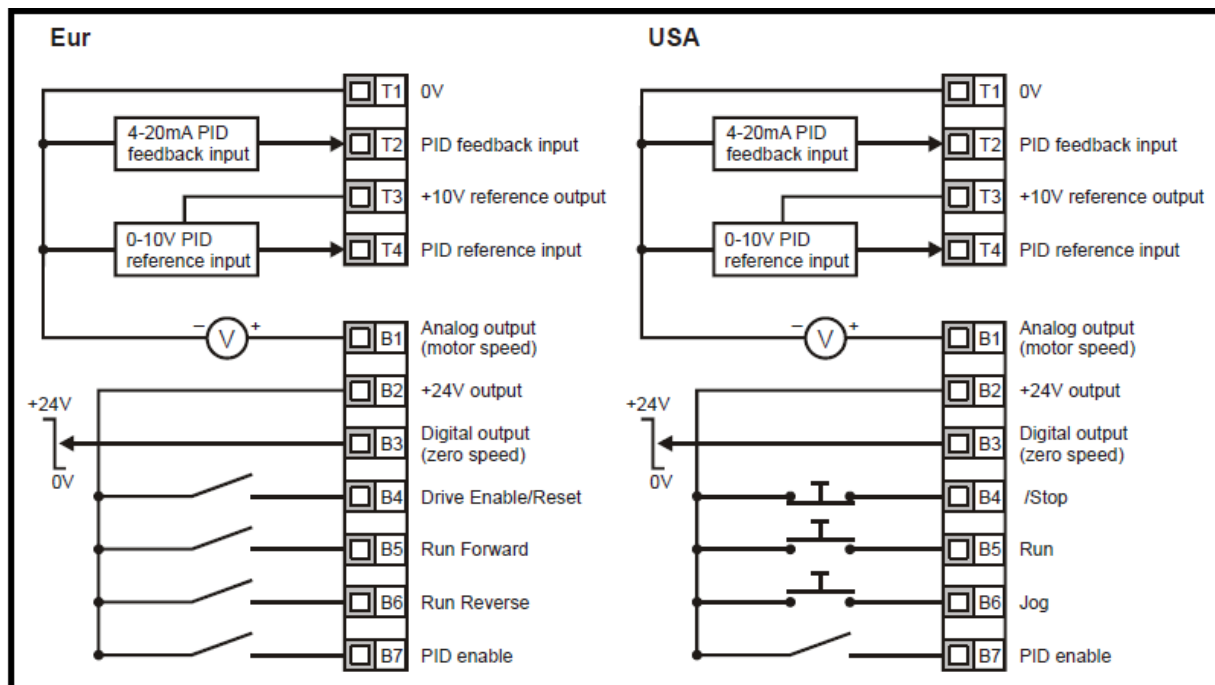 Eur
T1 0V
4-20mA PID
feedback input
T2 PID feedback input
T3 +10V reference output
0-10V PID
reference input
T4 PID reference input
− V +
B1 Analog output
(motor speed)
B2 +24V output
+24V
0V
B3 Digital output
(zero speed)
B4 Drive Enable/Reset
B5 Run Forward
B6 Run Reverse
B7 PID enable
USA
T1 0V
4-20mA PID
feedback input
T2 PID feedback input
T3 +10V reference output
0-10V PID
reference input
T4 PID reference input
− V +
B1 Analog output
(motor speed)
B2 +24V output
+24V
0V
B3 Digital output
(zero speed)
B4 /Stop
B5 Run
B6 Jog
B7 PID enable